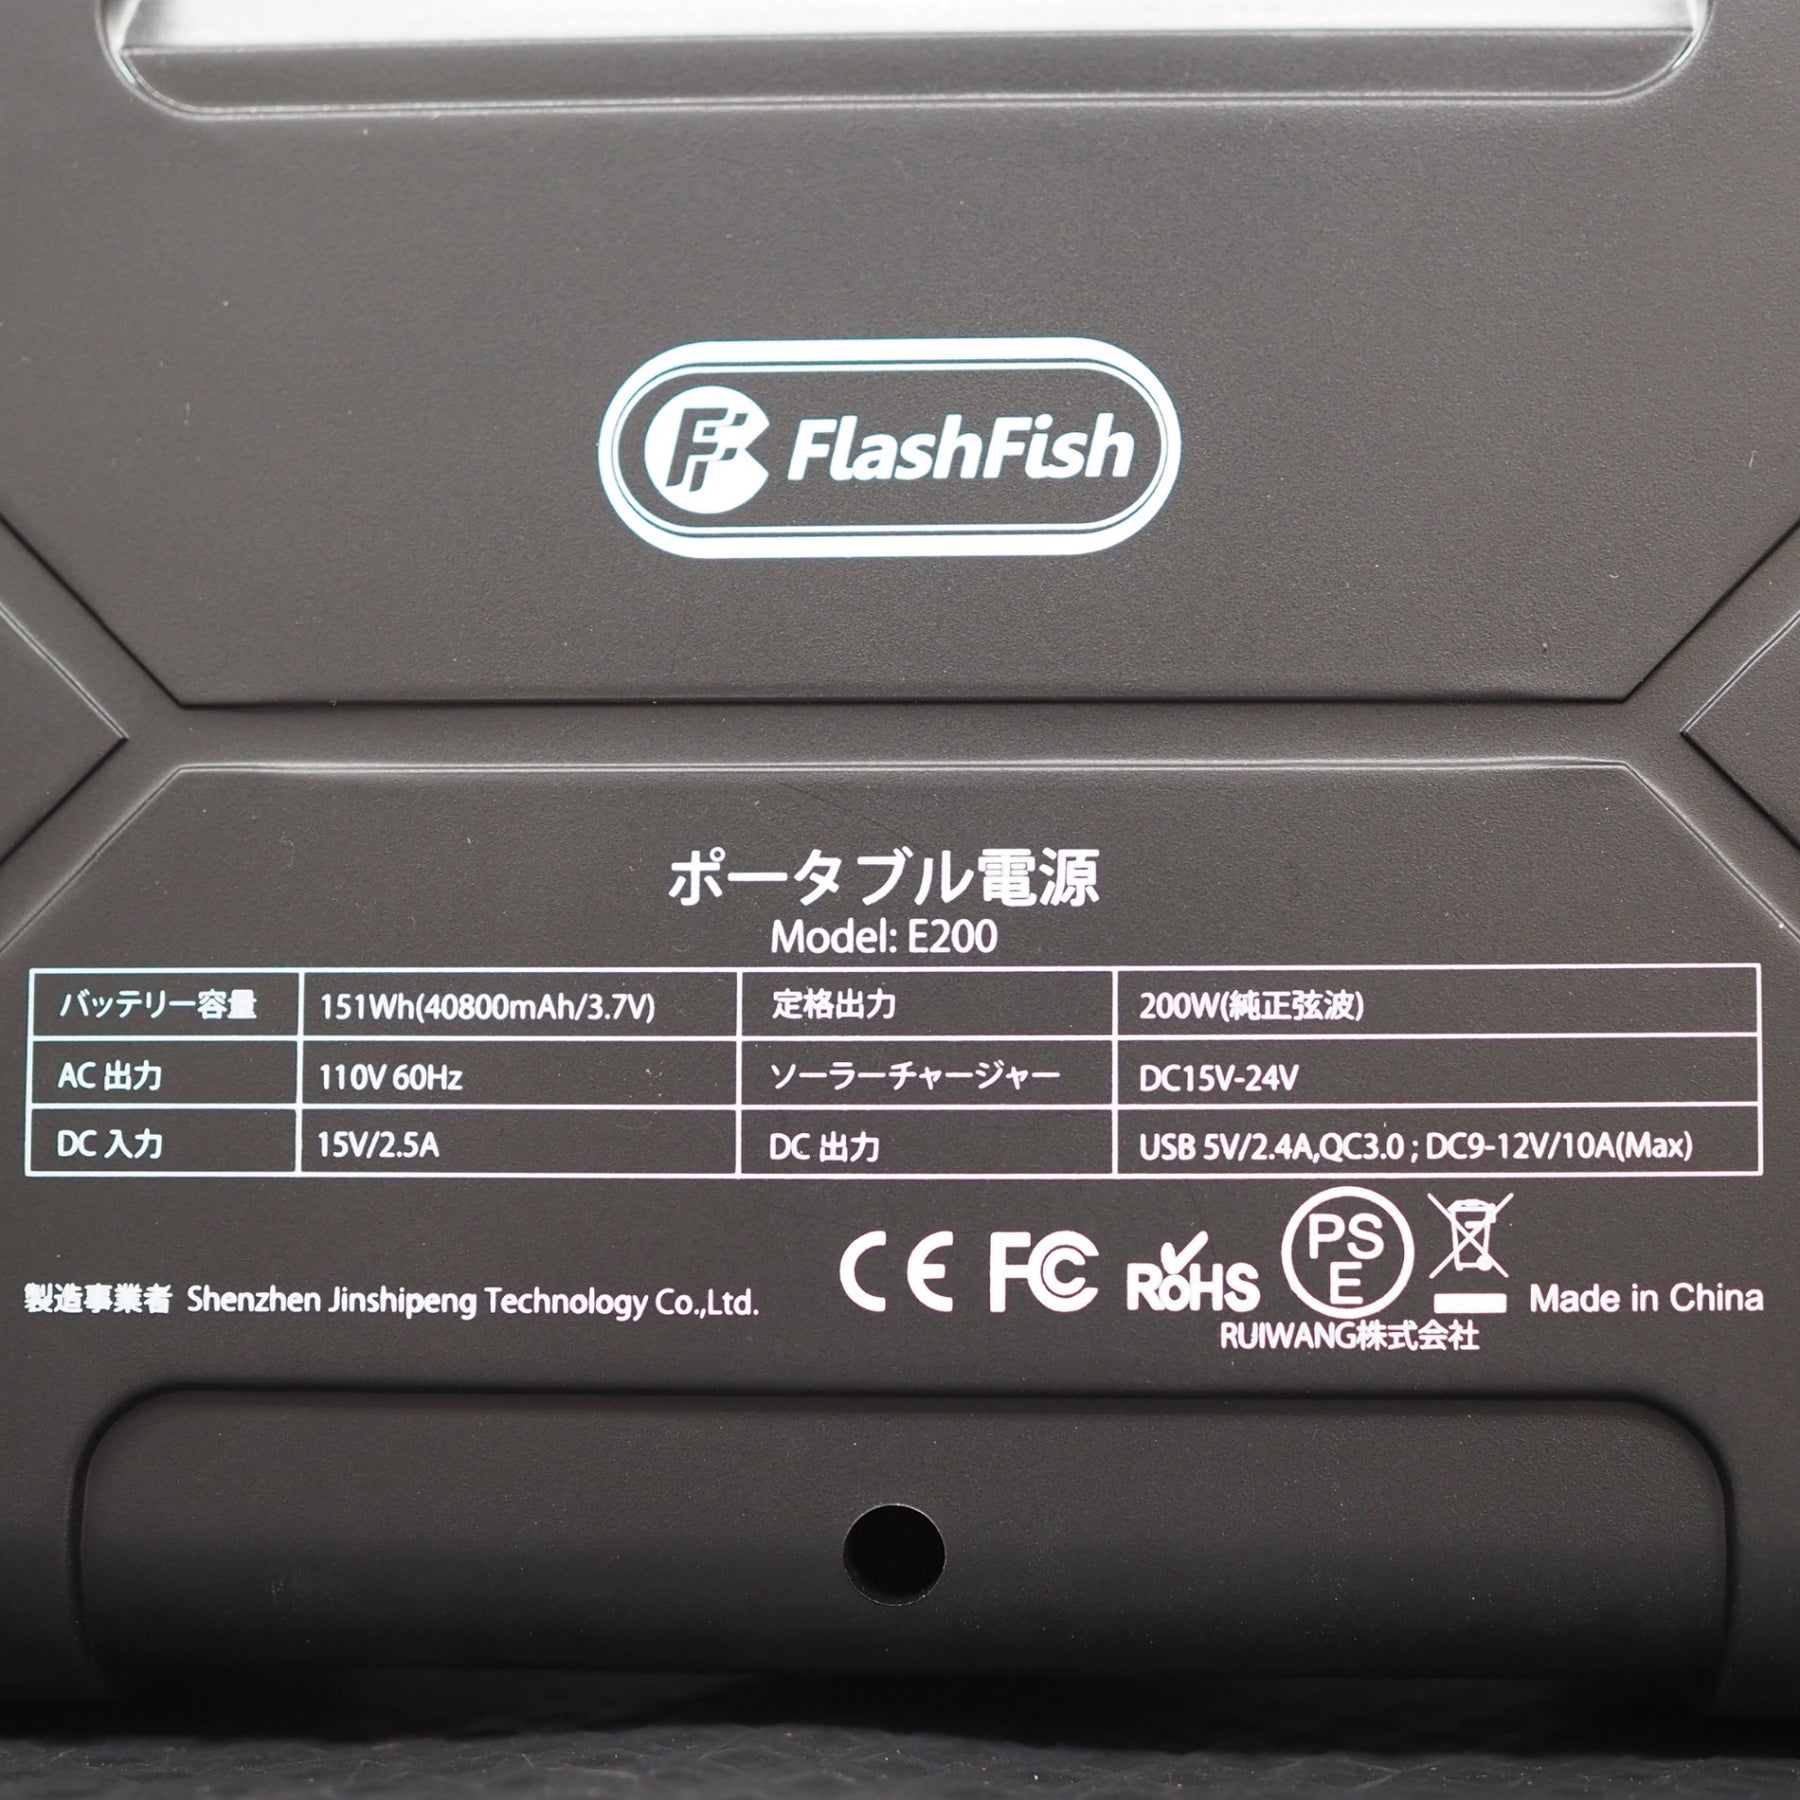 FlashFish
ポータブル電源
Model: E200
バッテリー容量 151Wh(40800mAh/3.7V) 定格出力 200W(純正弦波)
AC 出力 110V 60Hz ソーラーチャージャー DC15V-24V
DC 入力 15V/2.5A DC 出力 USB 5V/2.4A,QC3.0 ; DC9-12V/10A(Max)
製造事業者 Shenzhen Jinshipeng Technology Co.,Ltd. CE FC RoHS PSE Made in China
RUIWANG株式会社